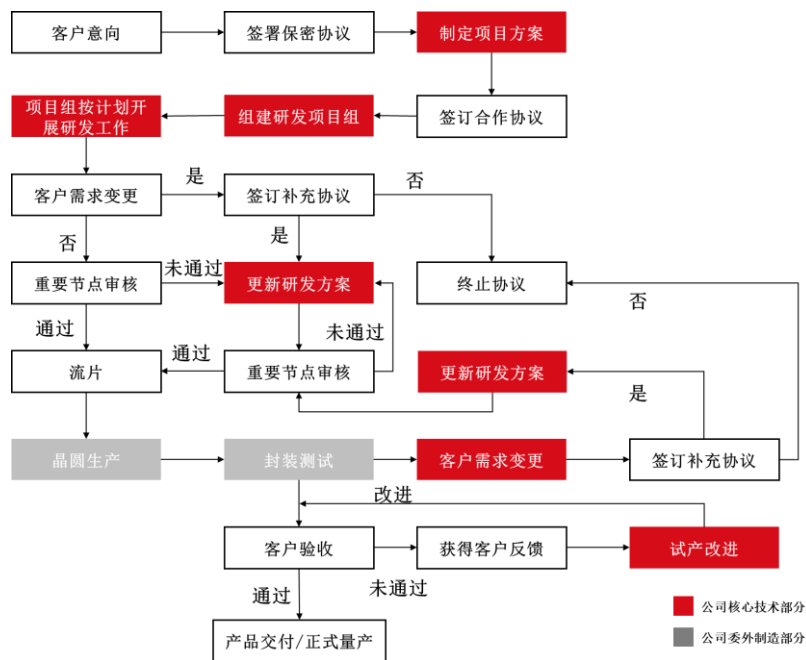 客户意向
签署保密协议
制定项目方案
项目组按计划开
展研发工作
组建研发项目组
签订合作协议
客户需求变更
是
签订补充协议
否
否
是
重要节点审核
未通过
更新研发方案
终止协议
否
通过
通过
未通过
流片
重要节点审核
更新研发方案
是
晶圆生产
封装测试
客户需求变更
签订补充协议
改进
客户验收
获得客户反馈
试产改进
通过
未通过
产品交付/正式量产
公司核心技术部分
公司委外制造部分